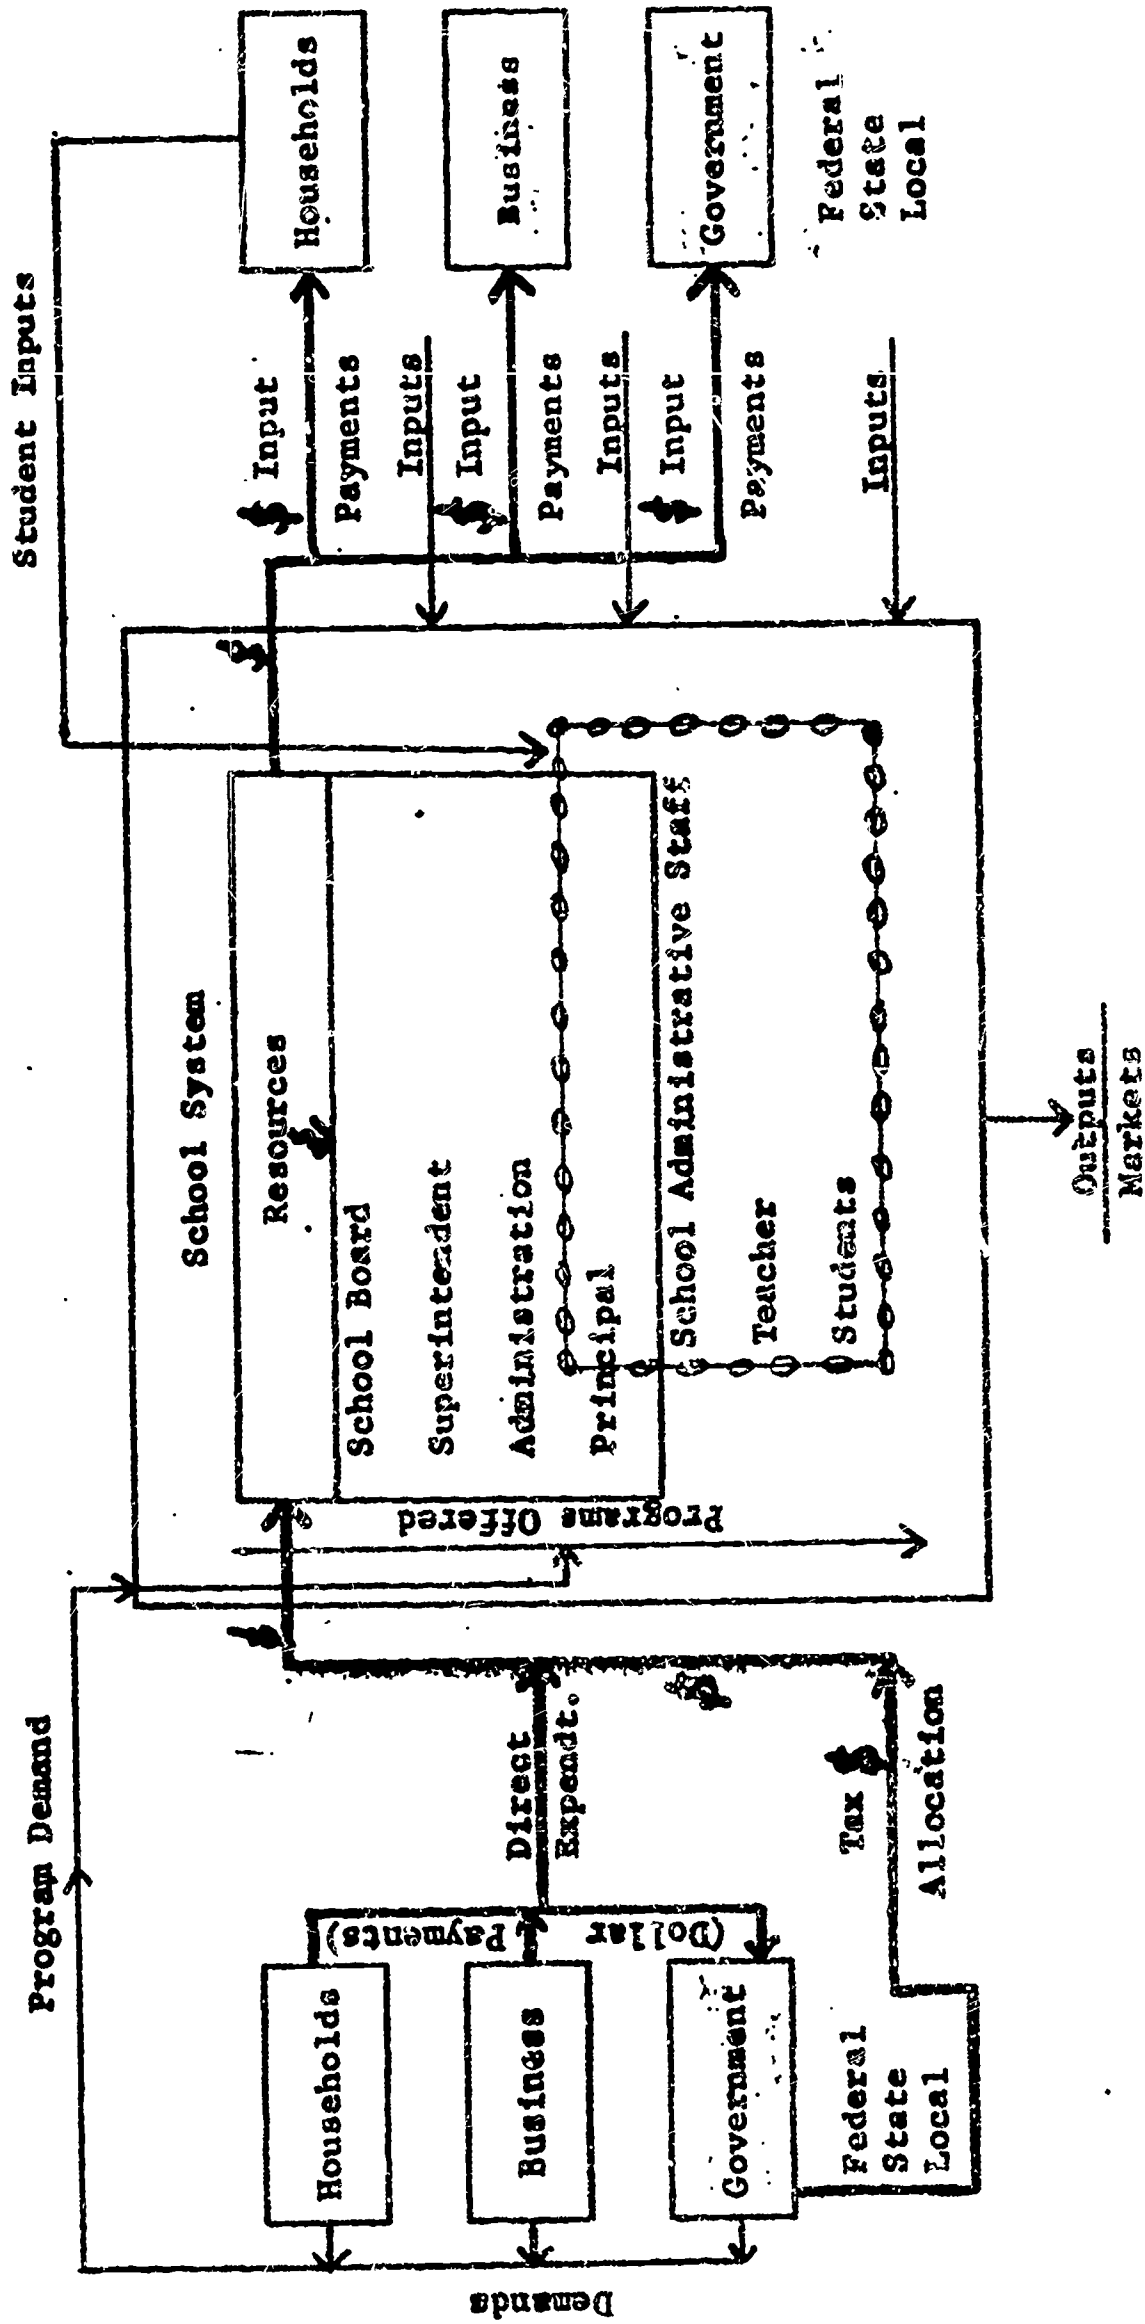 Program Demand
Student Inputs
Demands
Households
Business
Government
Federal
State
Local
(Dollar Payments)
Direct
Expendt.
$
Tax $
Allocation
$
School System
Programs Offered
Resources
$
School Board
Superintendent
Administration
Principal
School Administrative Staff
Teacher
Students
$
$ Input
Payments
Inputs
$ Input
Payments
Inputs
$ Input
Payments
Inputs
Households
Business
Government
Federal
State
Local
Outputs
Markets